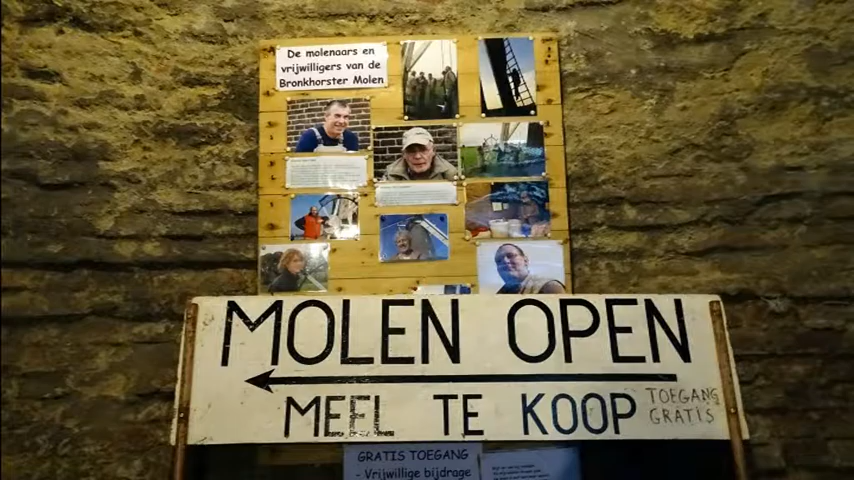 De molenaars en
vrijwilligers van de
Bronkhorster Molen
MOLEN OPEN
MEEL TE KOOP
TOEGANG
GRATIS
GRATIS TOEGANG
- Vrijwillige bijdrage